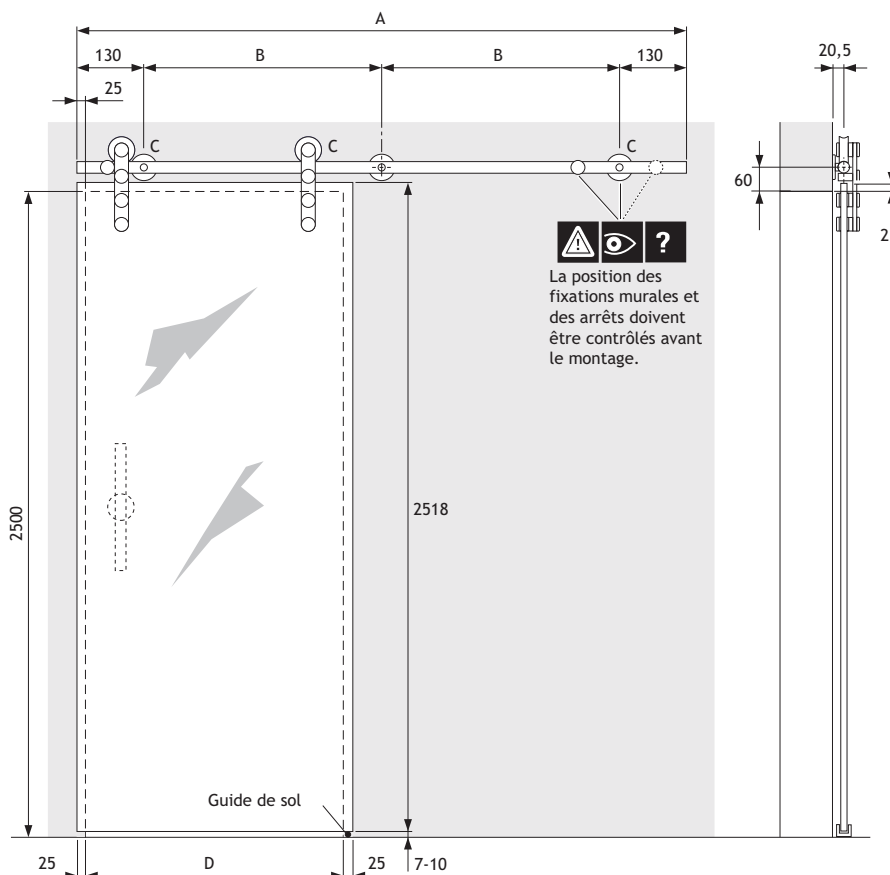 A
130
B
B
130
20,5
25
C
C
C
60
?
2
La position des
fixations murales et
des arrêts doivent
être contrôlés avant
le montage.
2500
2518
Guide de sol
25
D
25
7-10